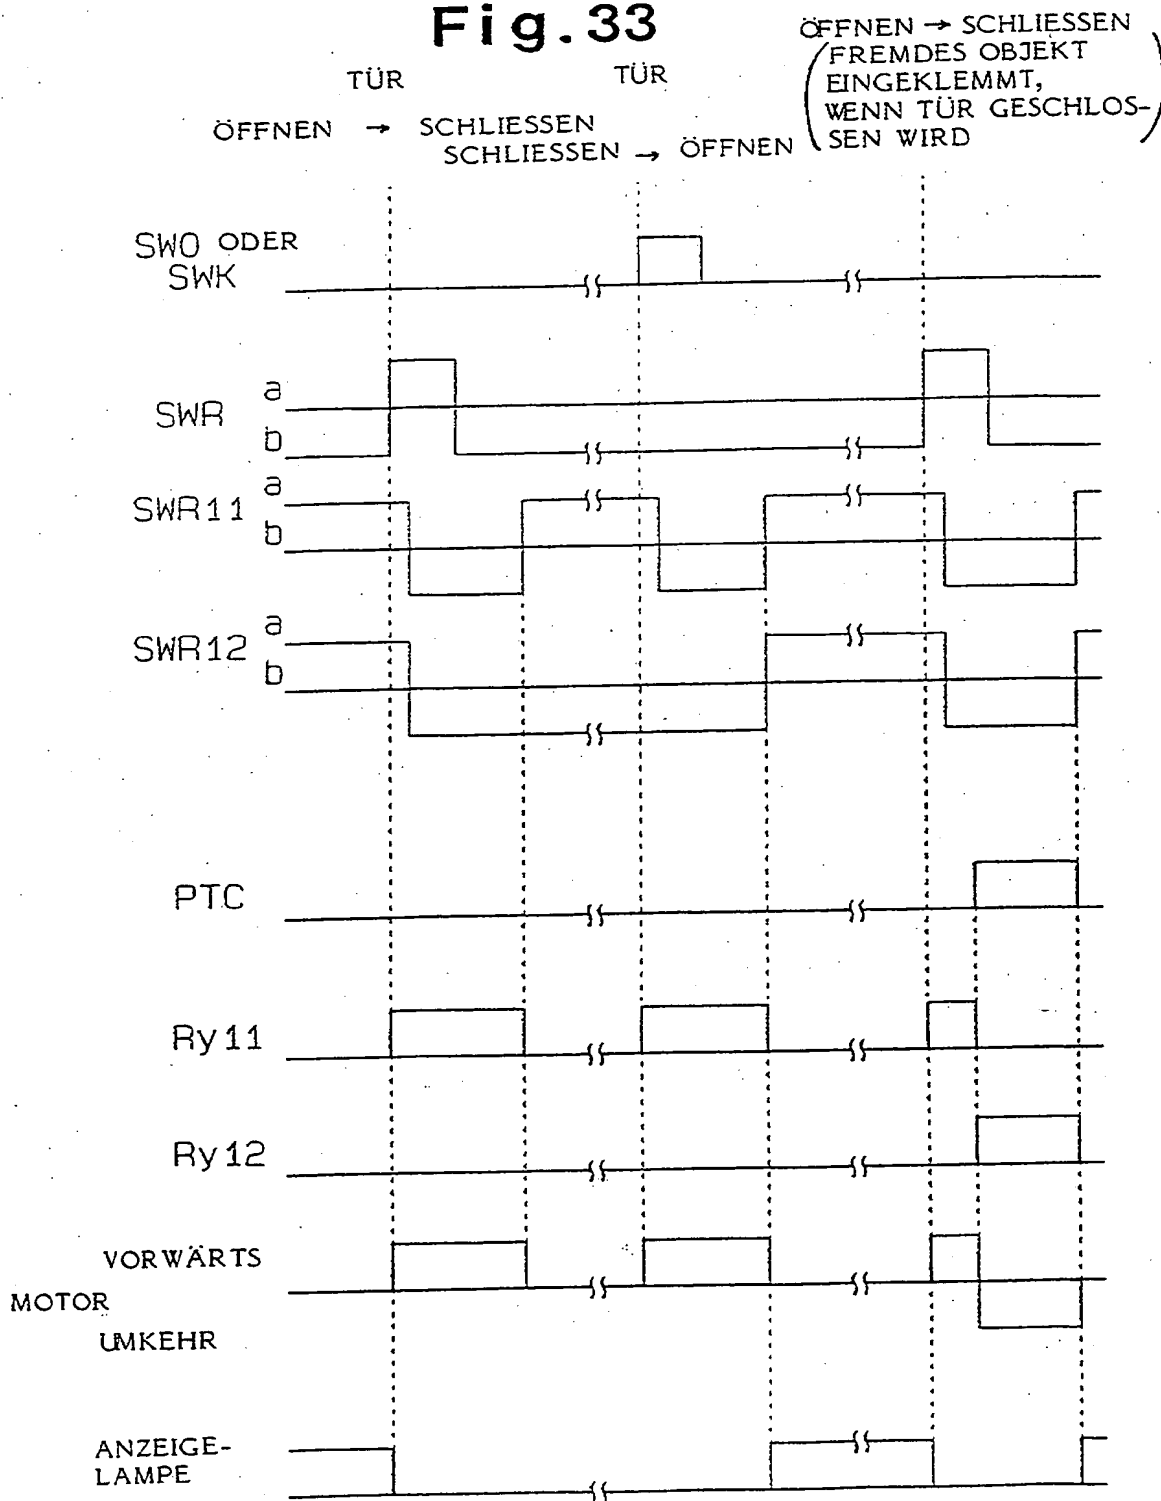 Fig.33
TÜR
TÜR
ÖFFNEN → SCHLIESSEN
(FREMDES OBJEKT
EINGEKLEMMT,
WENN TÜR GESCHLOS-
SEN WIRD)
ÖFFNEN → SCHLIESSEN
SCHLIESSEN → ÖFFNEN
SWO ODER
SWK
SWR
a
b
SWR11
a
b
SWR12
a
b
PTC
Ry11
Ry12
VORWÄRTS
MOTOR
UMKEHR
ANZEIGE-
LAMPE